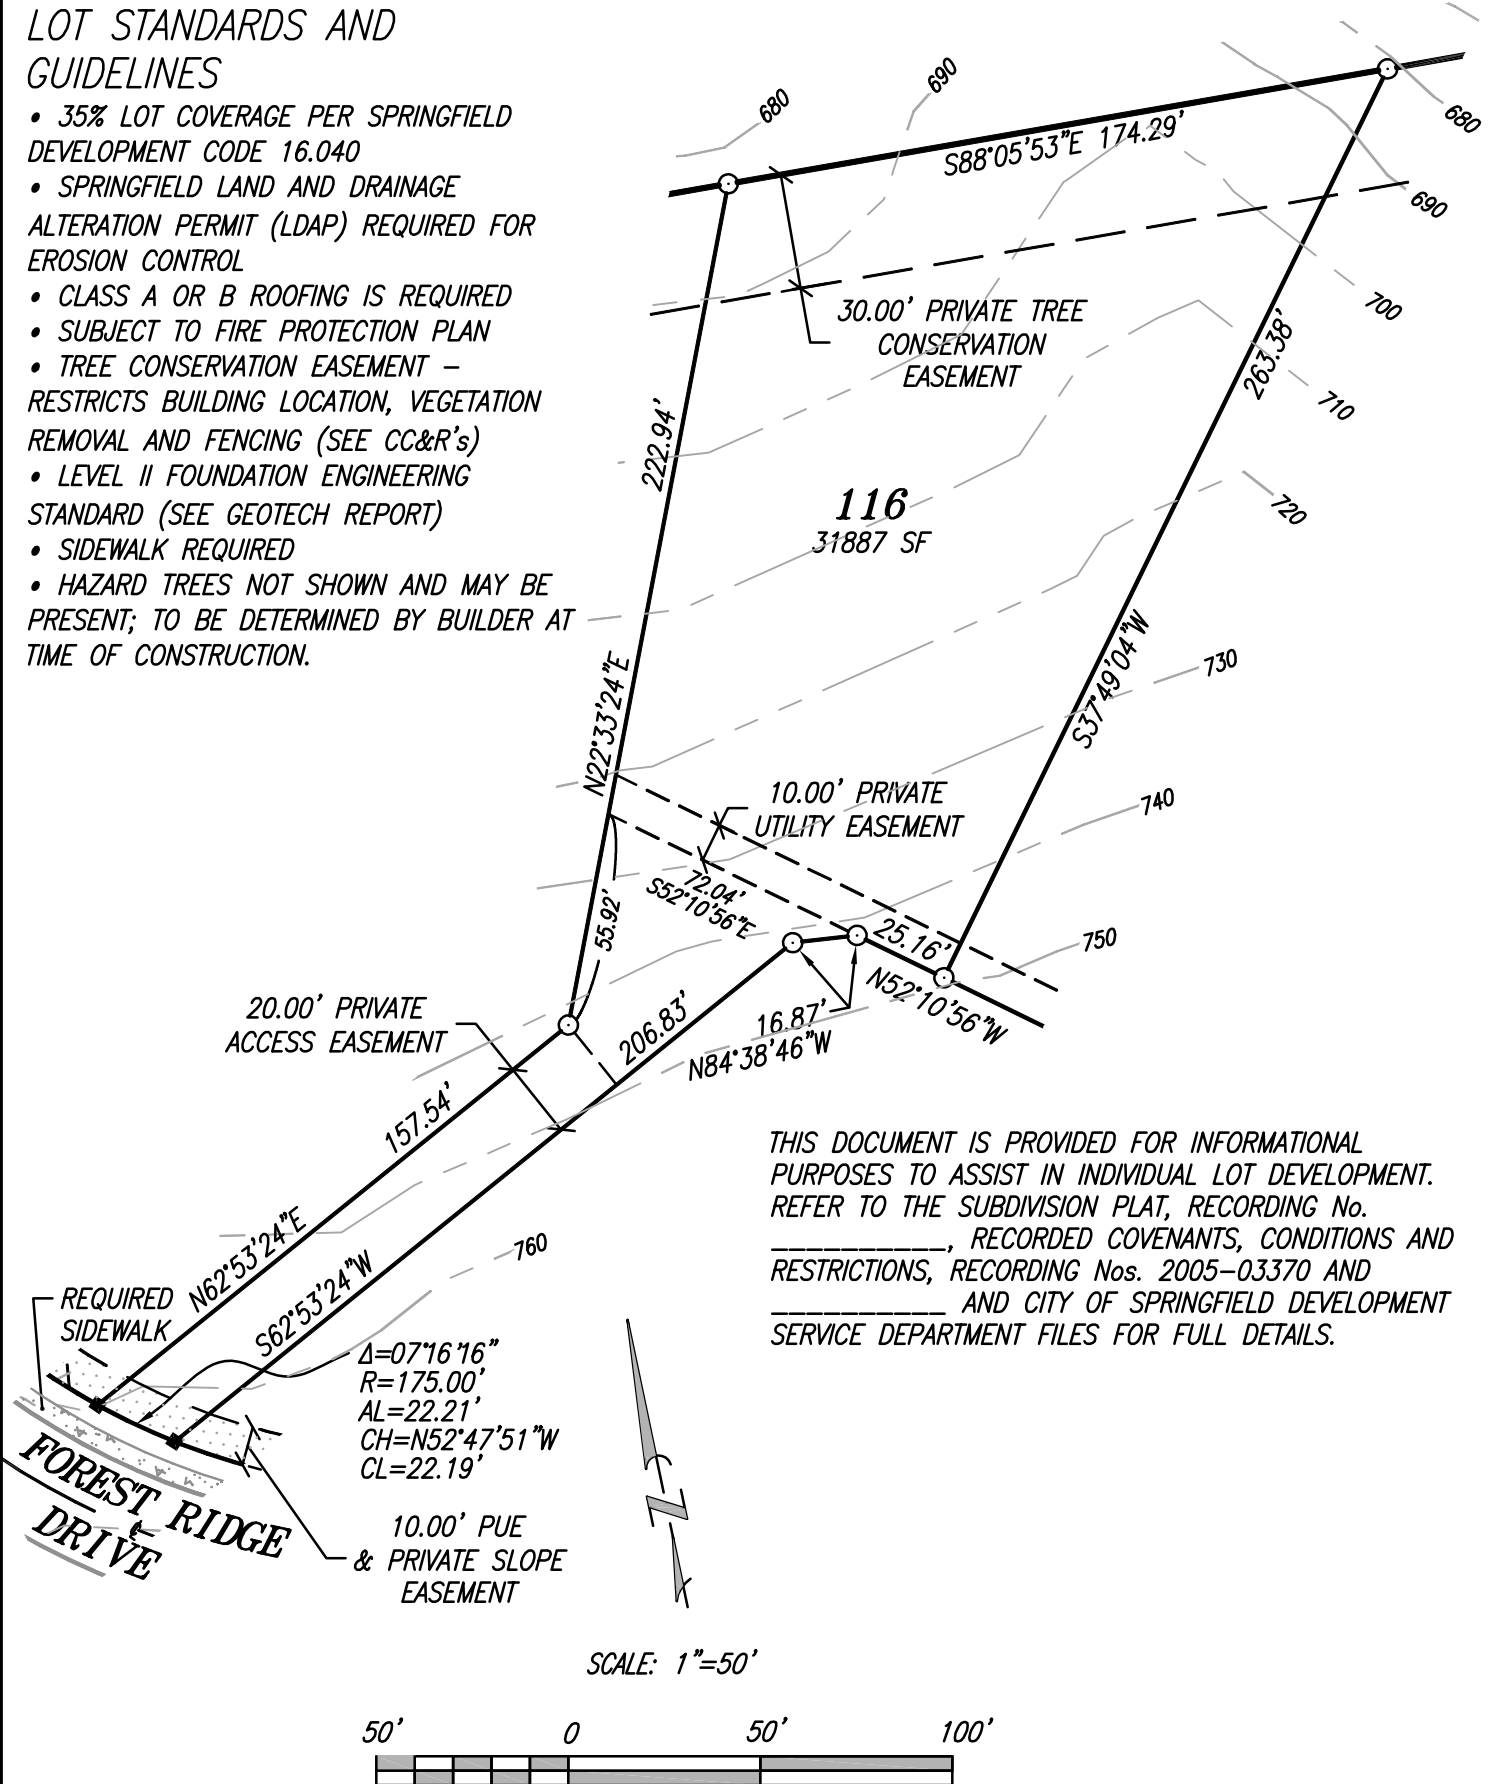 LOT STANDARDS AND
GUIDELINES
• 35% LOT COVERAGE PER SPRINGFIELD
DEVELOPMENT CODE 16.040
• SPRINGFIELD LAND AND DRAINAGE
ALTERATION PERMIT (LDAP) REQUIRED FOR
EROSION CONTROL
• CLASS A OR B ROOFING IS REQUIRED
• SUBJECT TO FIRE PROTECTION PLAN
• TREE CONSERVATION EASEMENT –
RESTRICTS BUILDING LOCATION, VEGETATION
REMOVAL AND FENCING (SEE CC&R's)
• LEVEL II FOUNDATION ENGINEERING
STANDARD (SEE GEOTECH REPORT)
• SIDEWALK REQUIRED
• HAZARD TREES NOT SHOWN AND MAY BE
PRESENT; TO BE DETERMINED BY BUILDER AT
TIME OF CONSTRUCTION.
680
690
S88°05'53"E 174.29'
680
690
700
710
720
730
740
750
760
30.00' PRIVATE TREE
CONSERVATION
EASEMENT
222.94'
N22°33'24"E
263.38'
S37°49'04"W
116
31887 SF
10.00' PRIVATE
UTILITY EASEMENT
72.04'
S52°10'56"E
55.92'
25.16'
N52°10'56"W
16.87'
N84°38'46"W
206.83'
20.00' PRIVATE
ACCESS EASEMENT
157.54'
N62°53'24"E
S62°53'24"W
REQUIRED
SIDEWALK
Δ=07°16'16"
R=175.00'
AL=22.21'
CH=N52°47'51"W
CL=22.19'
FOREST RIDGE
DRIVE
10.00' PUE
& PRIVATE SLOPE
EASEMENT
THIS DOCUMENT IS PROVIDED FOR INFORMATIONAL
PURPOSES TO ASSIST IN INDIVIDUAL LOT DEVELOPMENT.
REFER TO THE SUBDIVISION PLAT, RECORDING No.
__________, RECORDED COVENANTS, CONDITIONS AND
RESTRICTIONS, RECORDING Nos. 2005-03370 AND
__________ AND CITY OF SPRINGFIELD DEVELOPMENT
SERVICE DEPARTMENT FILES FOR FULL DETAILS.
Z
SCALE: 1"=50'
50' 0 50' 100'